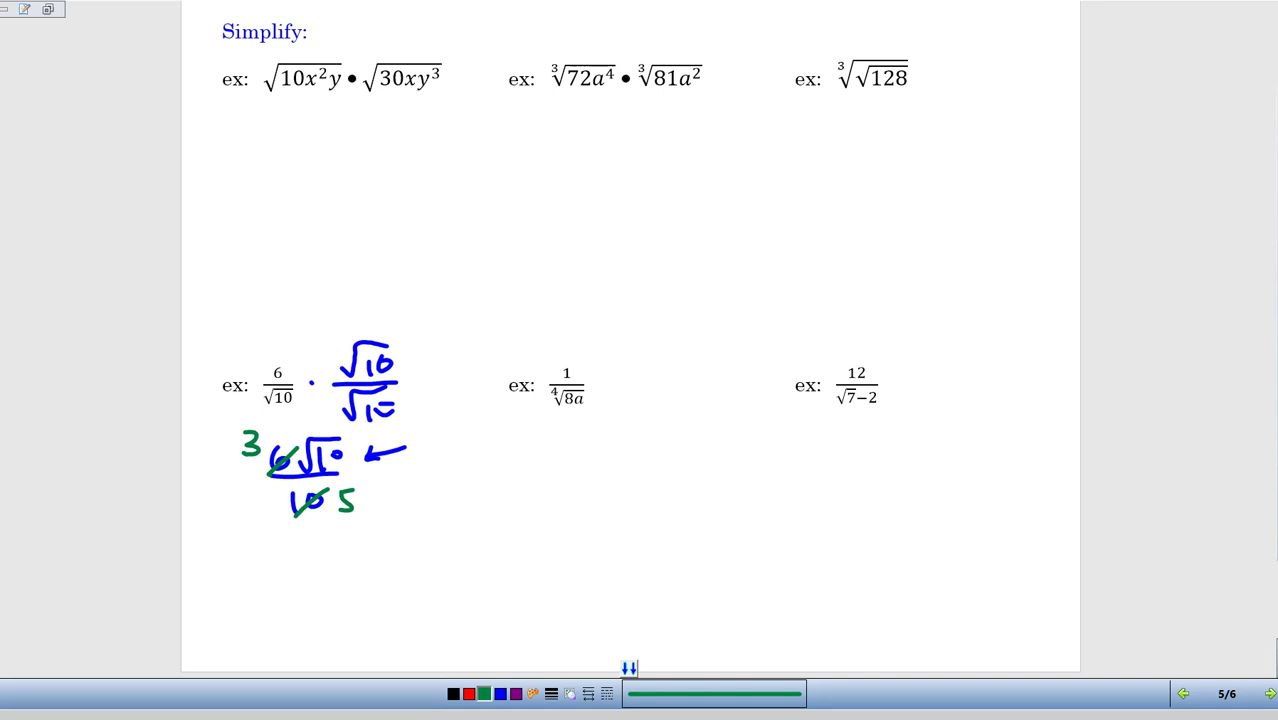 Simplify:
ex: √(10x²y) • √(30xy³)
ex: ∛(72a⁴) • ∛(81a²)
ex: ∛(√128)
ex: 6/√10 · √10/√10
3 6√10 / 10 5
ex: 1/∜(8a)
ex: 12/(√7−2)
5/6